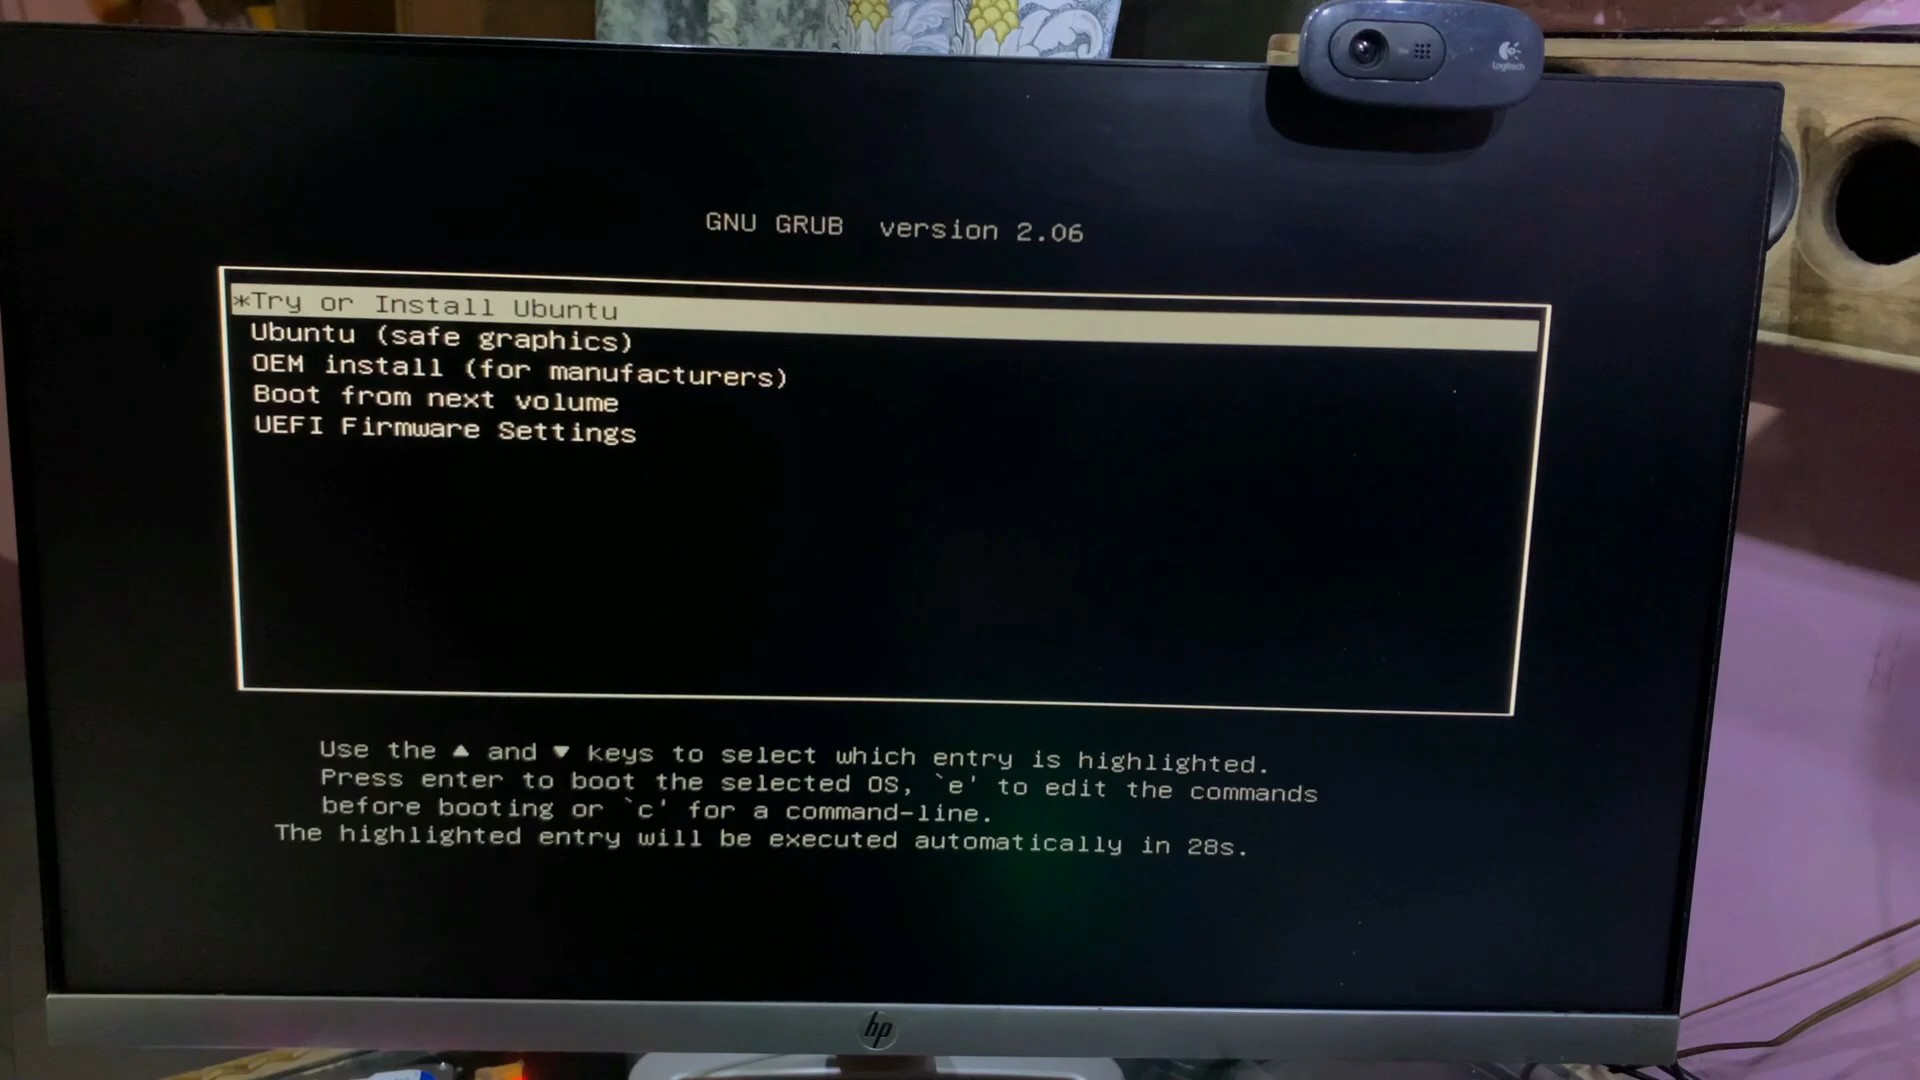 Logitech
GNU GRUB  version 2.06
*Try or Install Ubuntu
Ubuntu (safe graphics)
OEM install (for manufacturers)
Boot from next volume
UEFI Firmware Settings
Use the ▲ and ▼ keys to select which entry is highlighted.
Press enter to boot the selected OS, `e' to edit the commands
before booting or `c' for a command-line.
The highlighted entry will be executed automatically in 28s.
hp